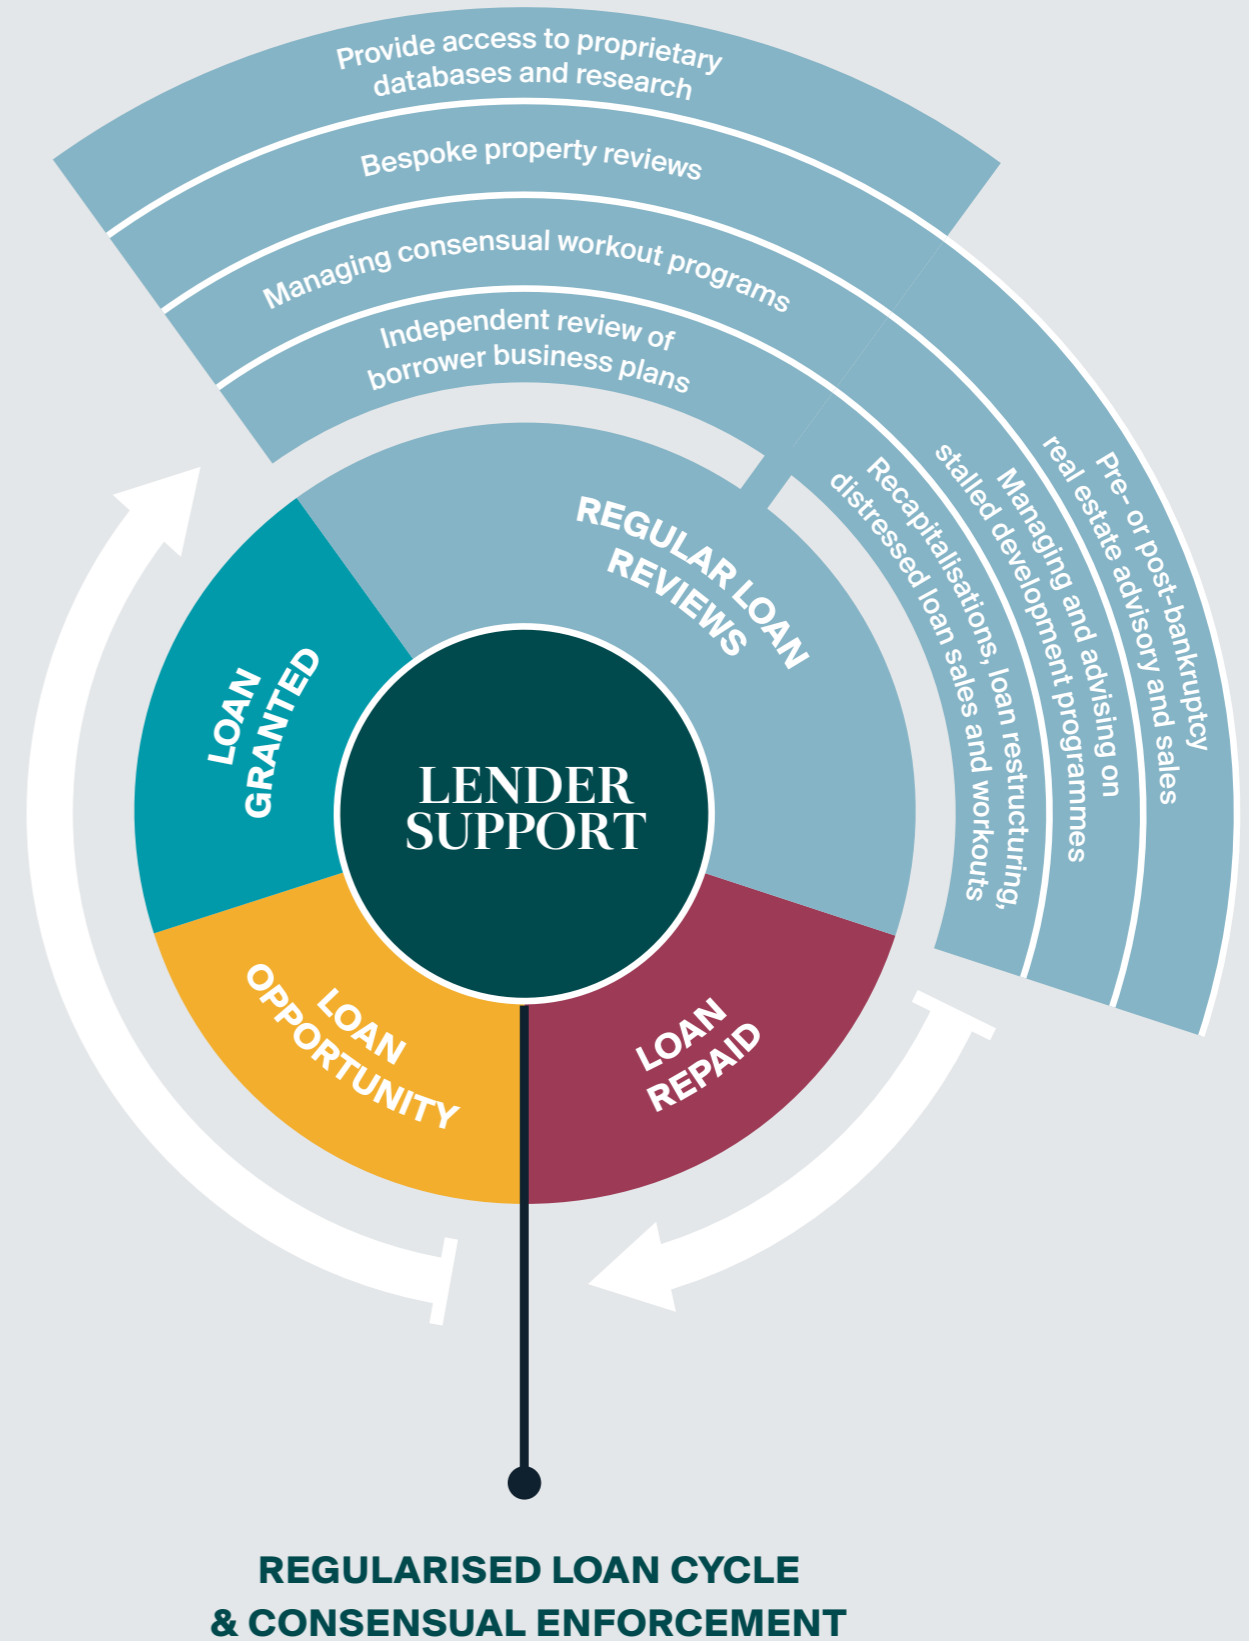 Provide access to proprietary
databases and research
Bespoke property reviews
Managing consensual workout programs
Independent review of
borrower business plans
Pre- or post-bankruptcy
real estate advisory and sales
Managing and advising on
stalled development programmes
Recapitalisations, loan restructuring,
distressed loan sales and workouts
REGULAR LOAN
REVIEWS
LOAN
GRANTED
LENDER
SUPPORT
LOAN
OPPORTUNITY
LOAN
REPAID
REGULARISED LOAN CYCLE
& CONSENSUAL ENFORCEMENT